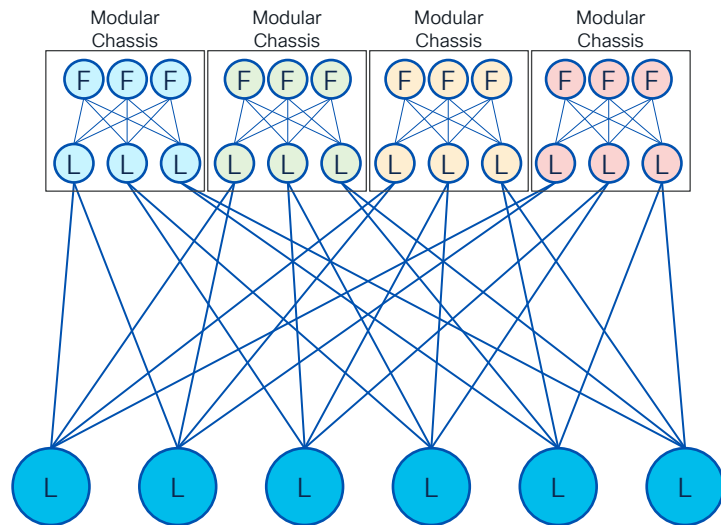 Modular
Chassis
Modular
Chassis
Modular
Chassis
Modular
Chassis
F F F F F F F F F F F F
L L L L L L L L L L L L
L L L L L L